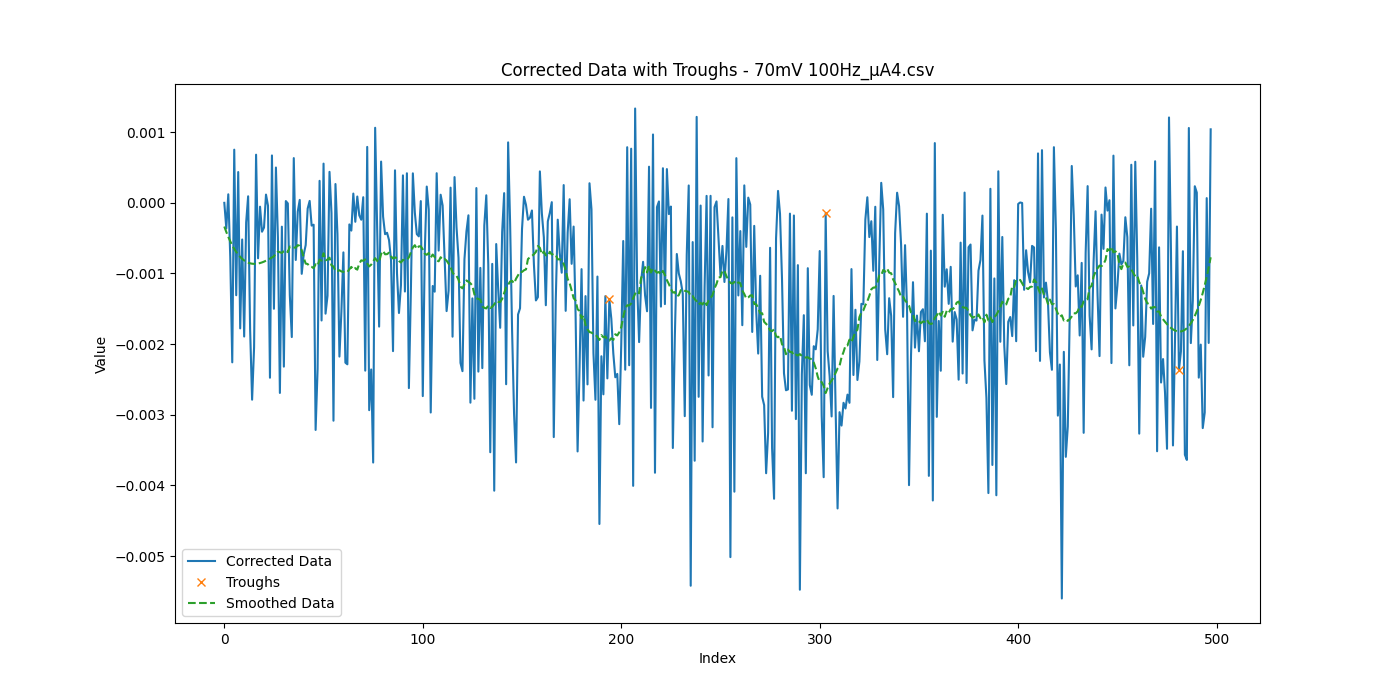 Corrected Data with Troughs - 70mV 100Hz_µA4.csv
Value
0.001
0.000
−0.001
−0.002
−0.003
−0.004
−0.005
Corrected Data
Troughs
Smoothed Data
0
100
200
300
400
500
Index